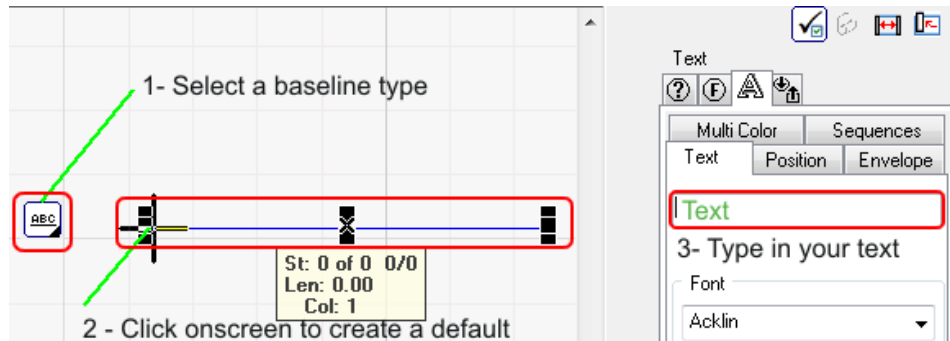 1- Select a baseline type
ABC
St: 0 of 0 0/0
Len: 0.00
Col: 1
2 - Click onscreen to create a default
Text
? F A
Multi Color Sequences
Text Position Envelope
Text
3- Type in your text
Font
Acklin